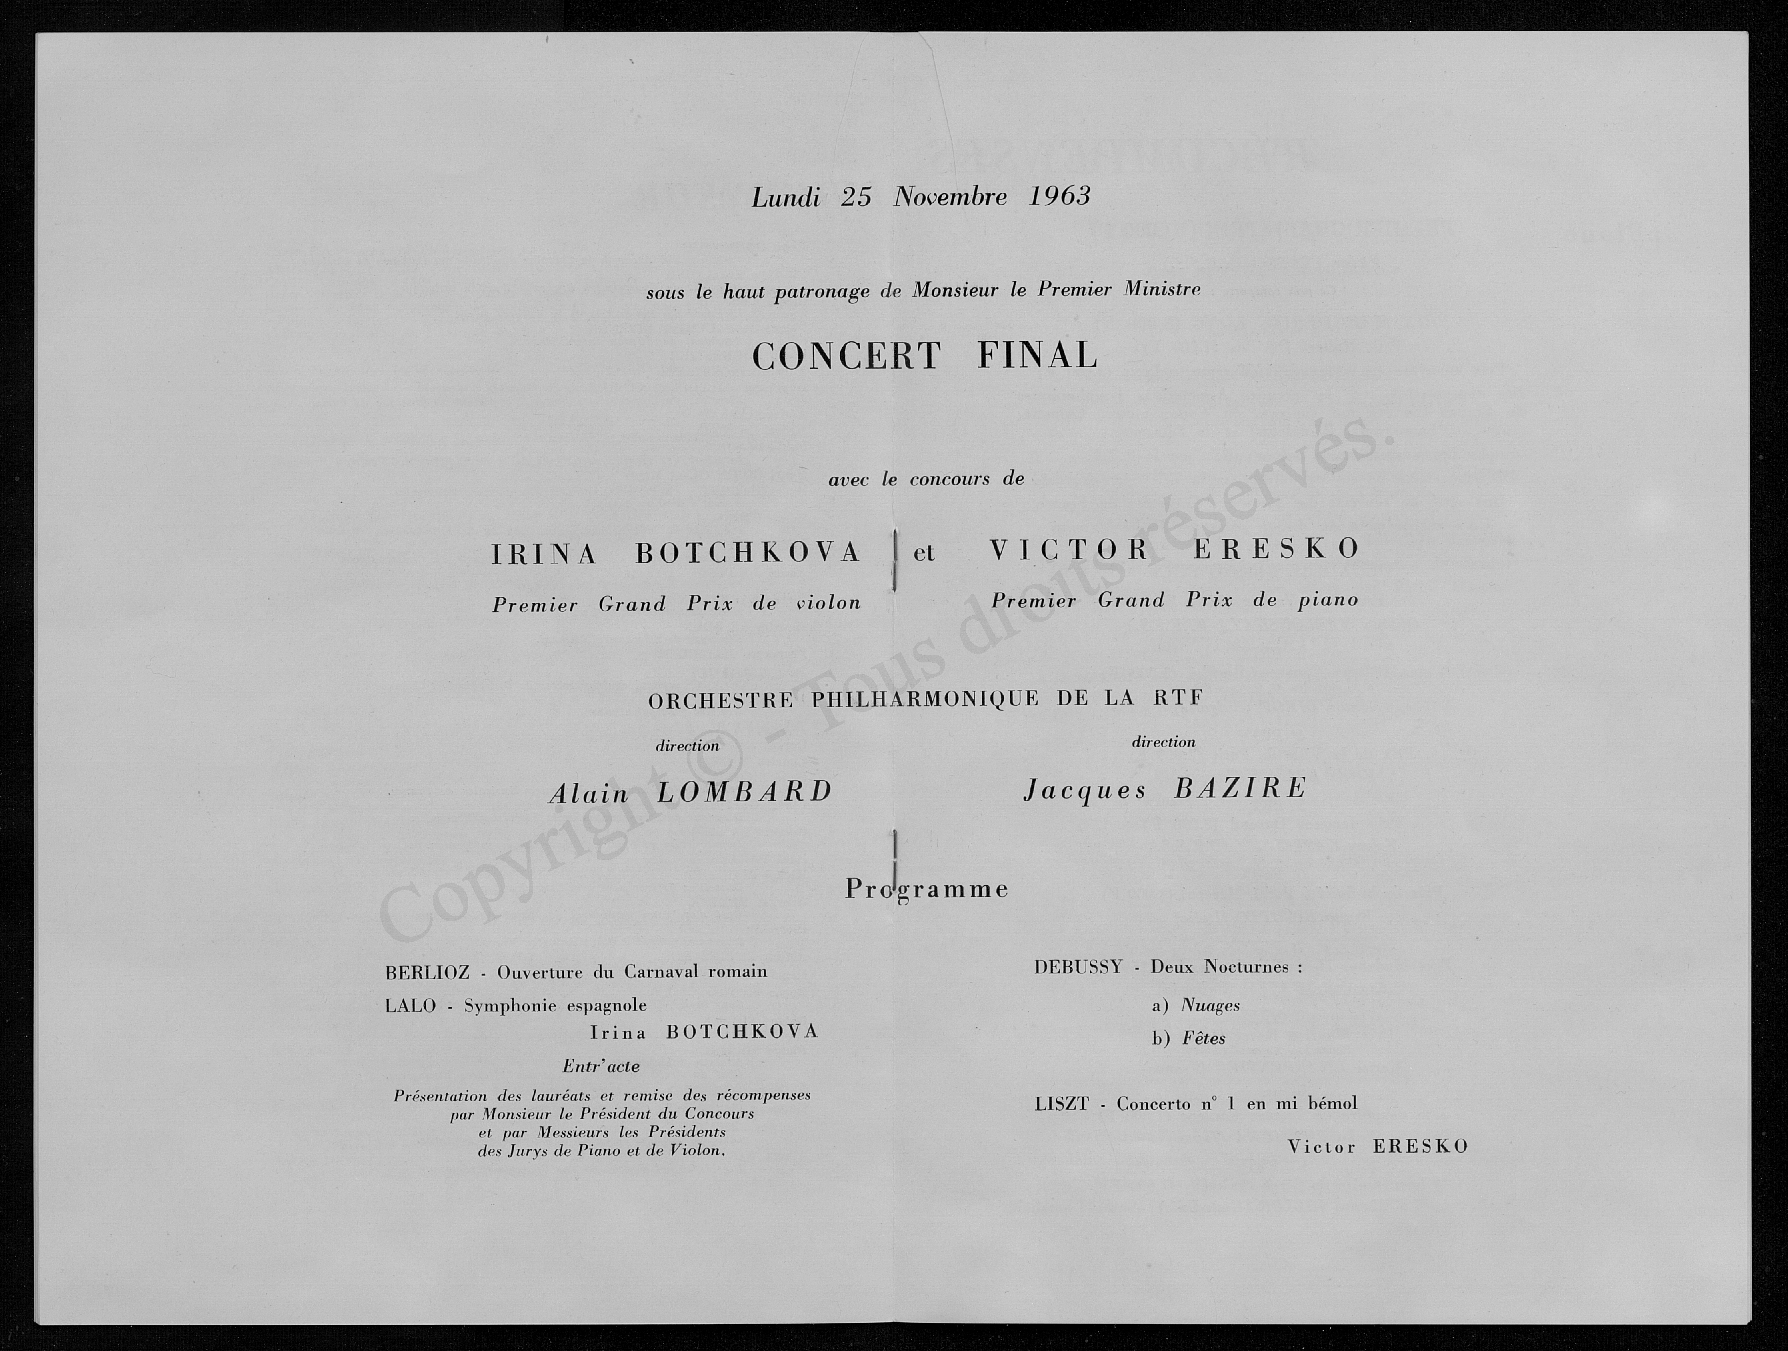 Lundi 25 Novembre 1963
sous le haut patronage de Monsieur le Premier Ministre
CONCERT FINAL
avec le concours de
IRINA BOTCHKOVA et VICTOR ERESKO
Premier Grand Prix de violon
Premier Grand Prix de piano
ORCHESTRE PHILHARMONIQUE DE LA RTF
direction
Alain LOMBARD
direction
Jacques BAZIRE
Programme
BERLIOZ - Ouverture du Carnaval romain
LALO - Symphonie espagnole
Irina BOTCHKOVA
Entr'acte
Présentation des lauréats et remise des récompenses
par Monsieur le Président du Concours
et par Messieurs les Présidents
des Jurys de Piano et de Violon.
DEBUSSY - Deux Nocturnes :
a) Nuages
b) Fêtes
LISZT - Concerto n° 1 en mi bémol
Victor ERESKO
Copyright © - Tous droits réservés.